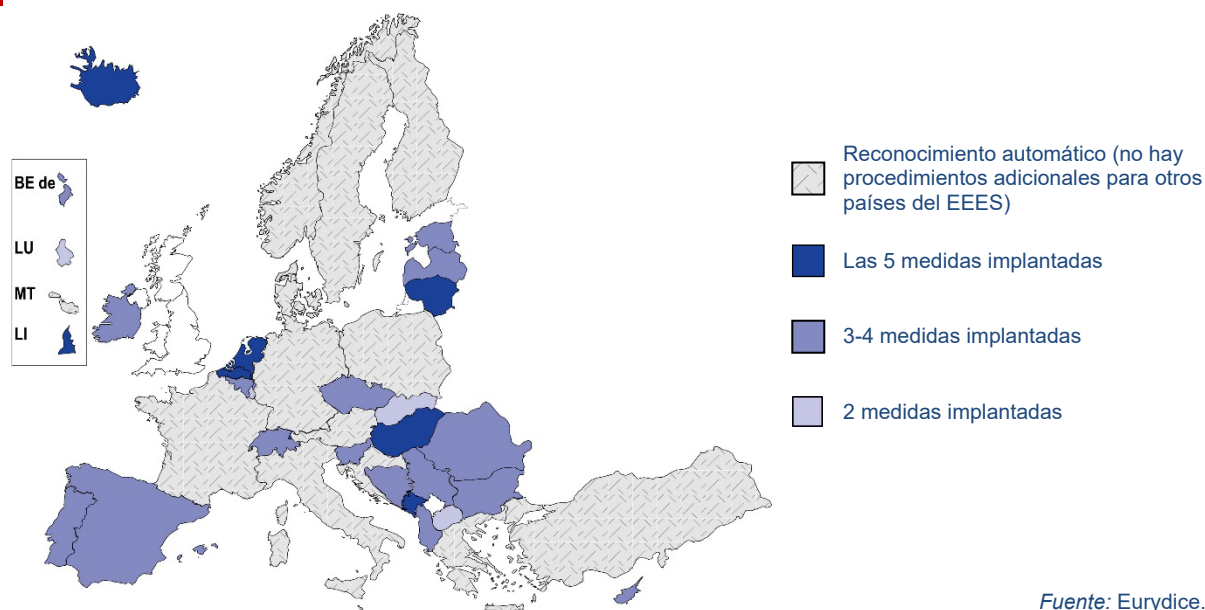 BE de
LU
MT
LI
Reconocimiento automático (no hay
procedimientos adicionales para otros
países del EEES)
Las 5 medidas implantadas
3-4 medidas implantadas
2 medidas implantadas
Fuente: Eurydice.